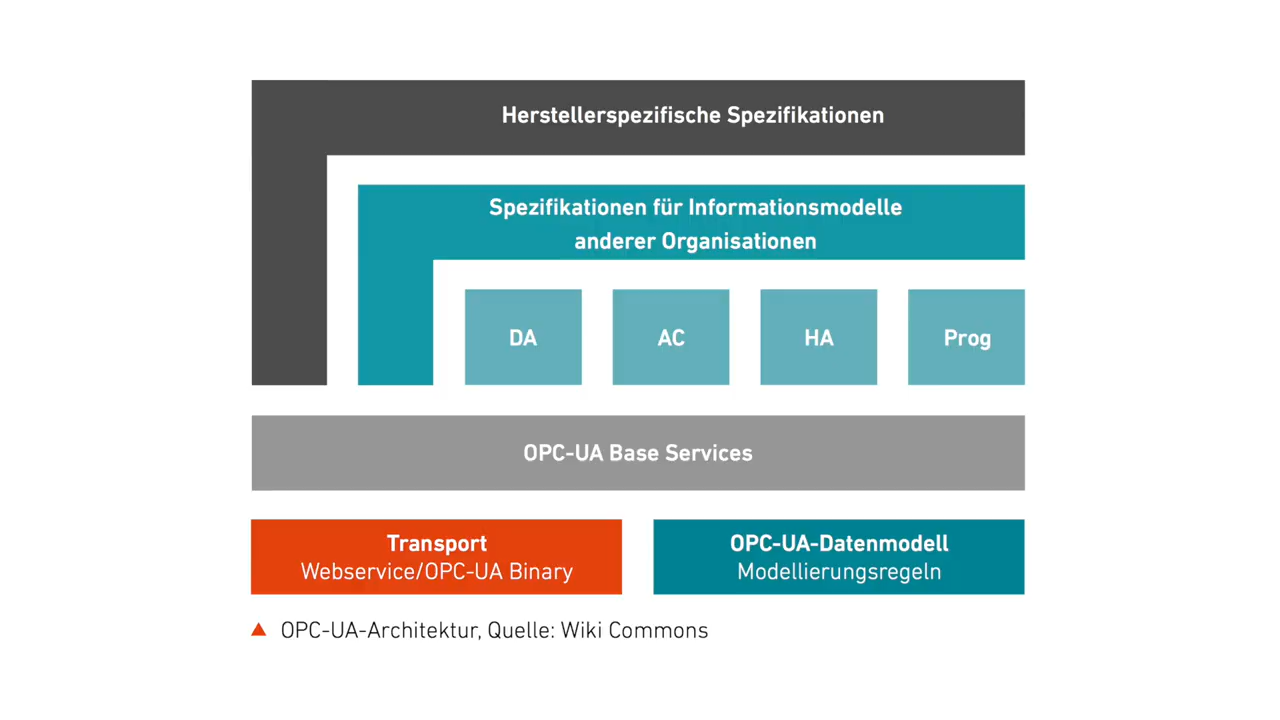 Herstellerspezifische Spezifikationen
Spezifikationen für Informationsmodelle
anderer Organisationen
DA
AC
HA
Prog
OPC-UA Base Services
Transport
Webservice/OPC-UA Binary
OPC-UA-Datenmodell
Modellierungsregeln
OPC-UA-Architektur, Quelle: Wiki Commons